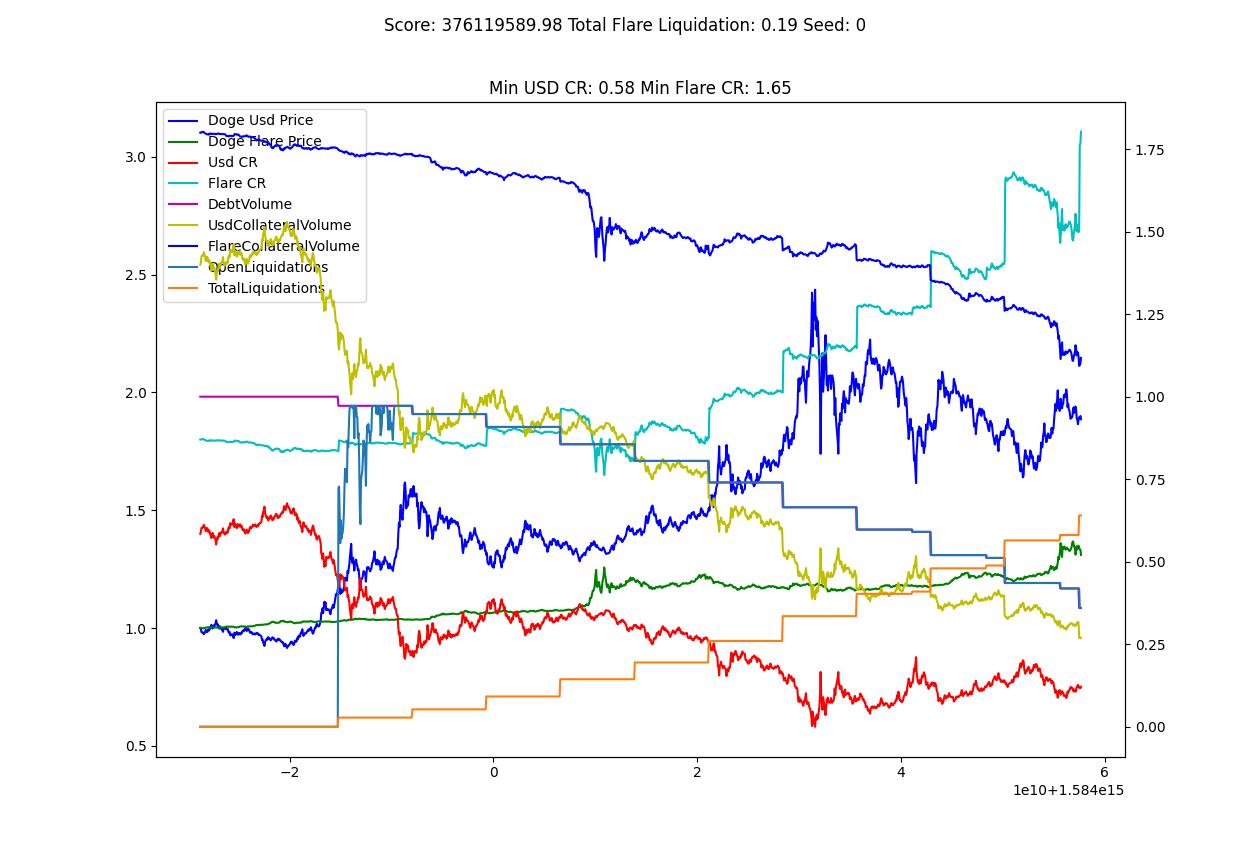 Score: 376119589.98 Total Flare Liquidation: 0.19 Seed: 0
Min USD CR: 0.58 Min Flare CR: 1.65
Doge Usd Price
Doge Flare Price
Usd CR
Flare CR
DebtVolume
UsdCollateralVolume
FlareCollateralVolume
OpenLiquidations
TotalLiquidations
3.0
2.5
2.0
1.5
1.0
0.5
1.75
1.50
1.25
1.00
0.75
0.50
0.25
0.00
−2
0
2
4
6
1e10+1.584e15